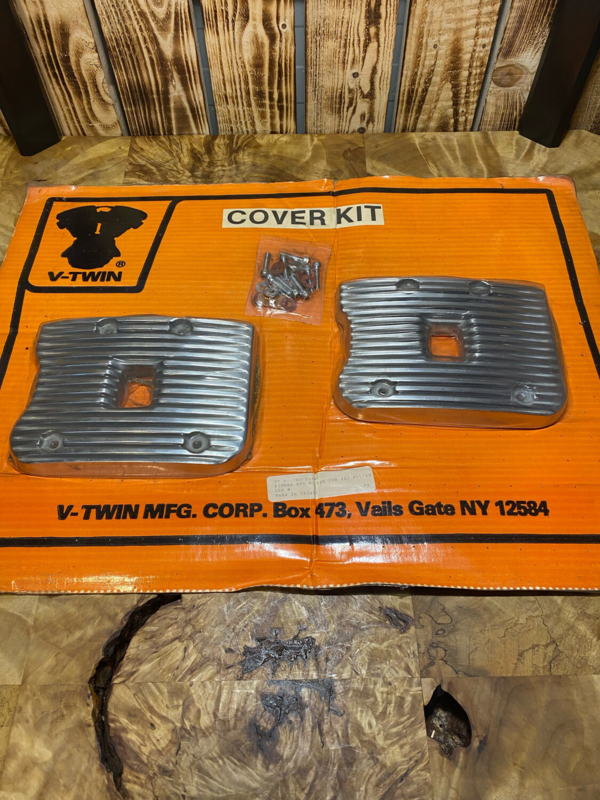 COVER KIT
V-TWIN ®
V-TWIN MFG. CORP. Box 473, Vails Gate NY 12584